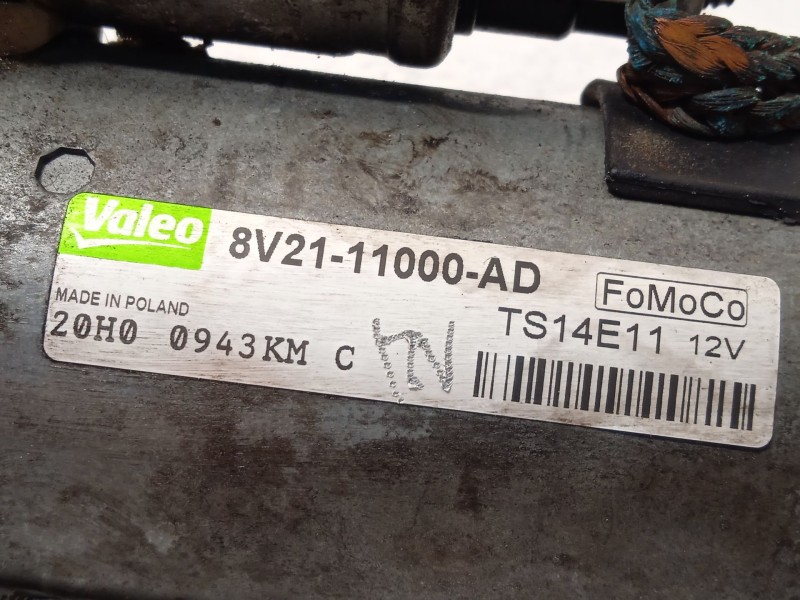 Valeo
8V21-11000-AD
FoMoCo
MADE IN POLAND
TS14E11 12V
20H0 0943KM C